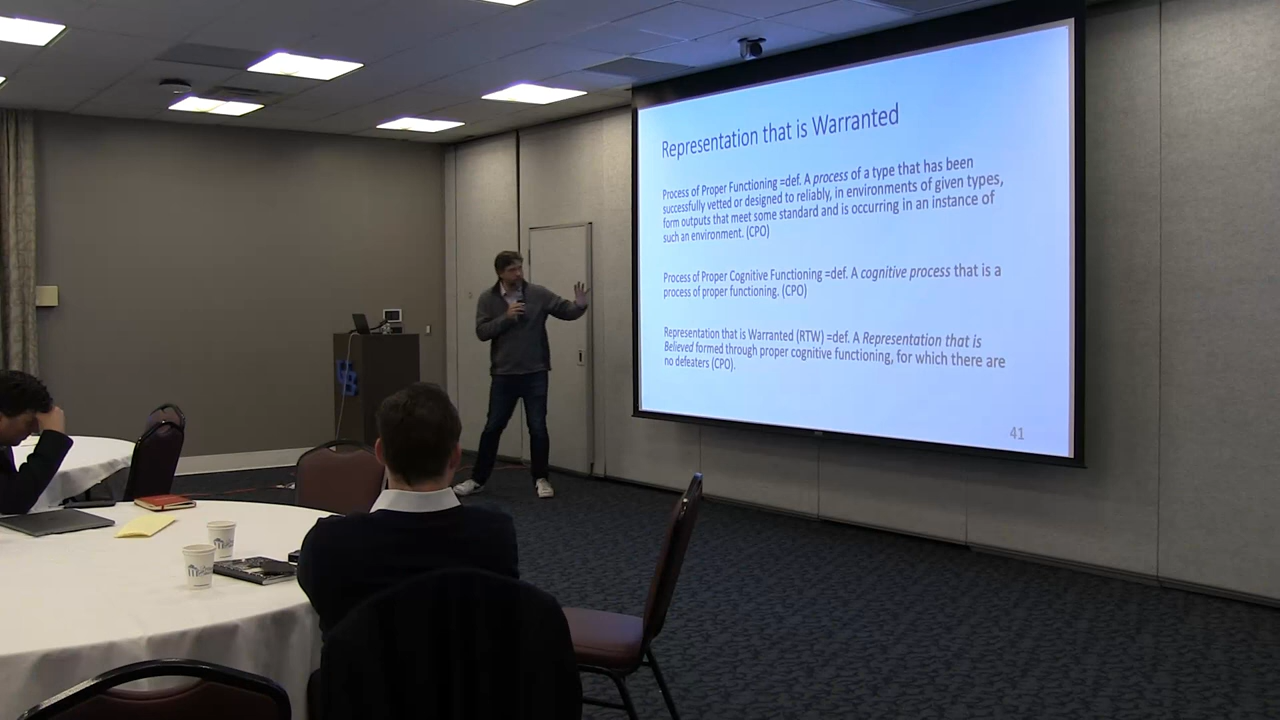 Representation that is Warranted
Process of Proper Functioning =def. A process of a type that has been
successfully vetted or designed to reliably, in environments of given types,
form outputs that meet some standard and is occurring in an instance of
such an environment. (CPO)
Process of Proper Cognitive Functioning =def. A cognitive process that is a
process of proper functioning. (CPO)
Representation that is Warranted (RTW) =def. A Representation that is
Believed formed through proper cognitive functioning, for which there are
no defeaters (CPO).
41